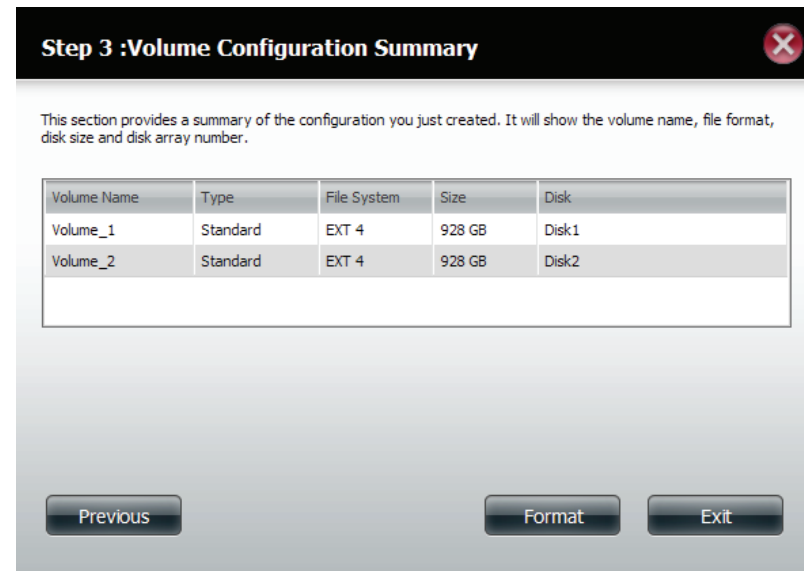 Step 3 :Volume Configuration Summary
This section provides a summary of the configuration you just created. It will show the volume name, file format,
disk size and disk array number.
Volume Name Type File System Size Disk
Volume_1 Standard EXT 4 928 GB Disk1
Volume_2 Standard EXT 4 928 GB Disk2
Previous Format Exit